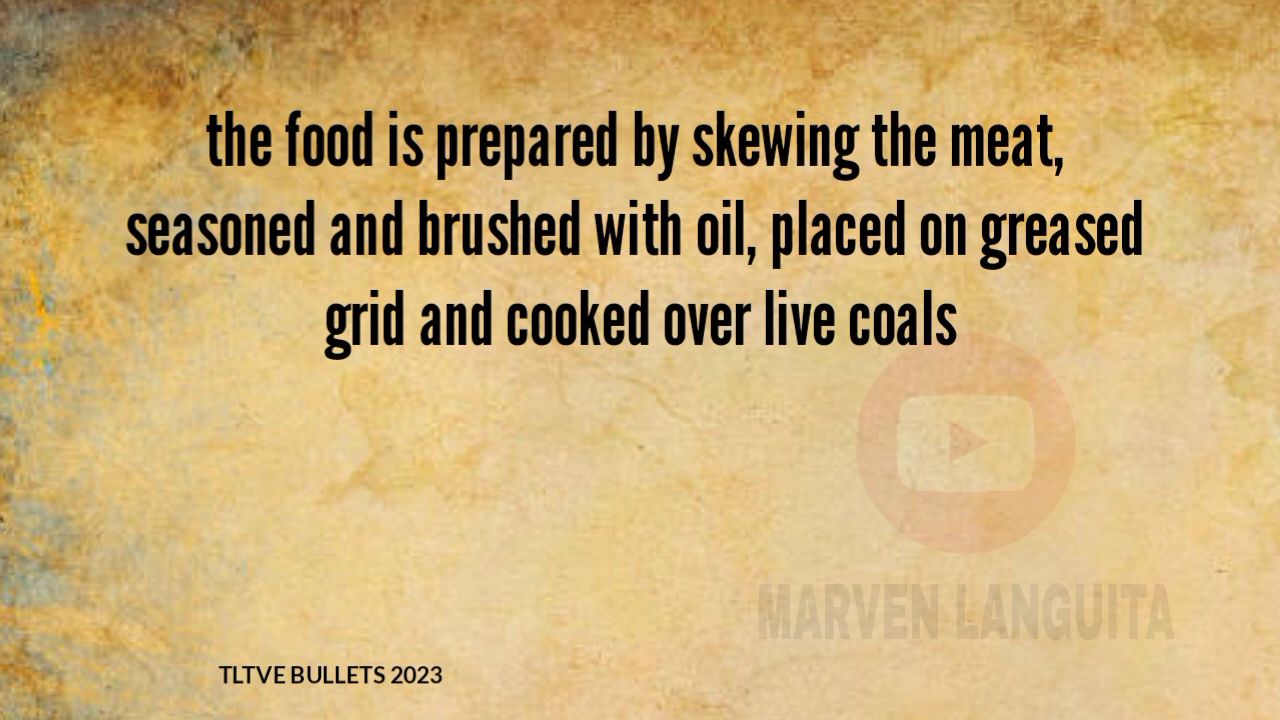 the food is prepared by skewing the meat,
seasoned and brushed with oil, placed on greased
grid and cooked over live coals
MARVEN LANGUITA
TLTVE BULLETS 2023